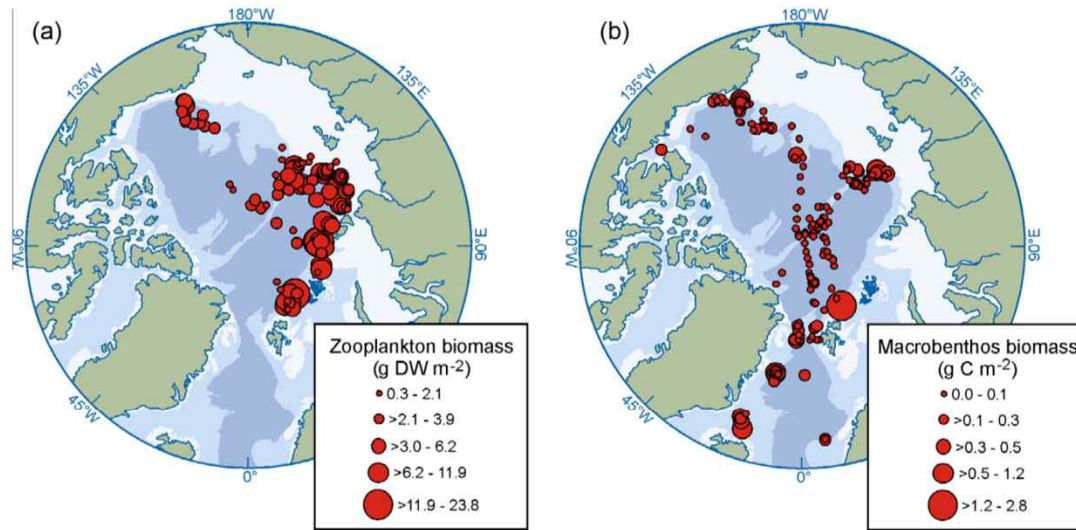 (a)
180°W
135°W
135°E
90°W
90°E
45°W
0°
Zooplankton biomass
(g DW m-2)
0.3 - 2.1
>2.1 - 3.9
>3.0 - 6.2
>6.2 - 11.9
>11.9 - 23.8
(b)
180°W
135°W
135°E
90°W
90°E
45°W
0°
Macrobenthos biomass
(g C m-2)
0.0 - 0.1
>0.1 - 0.3
>0.3 - 0.5
>0.5 - 1.2
>1.2 - 2.8